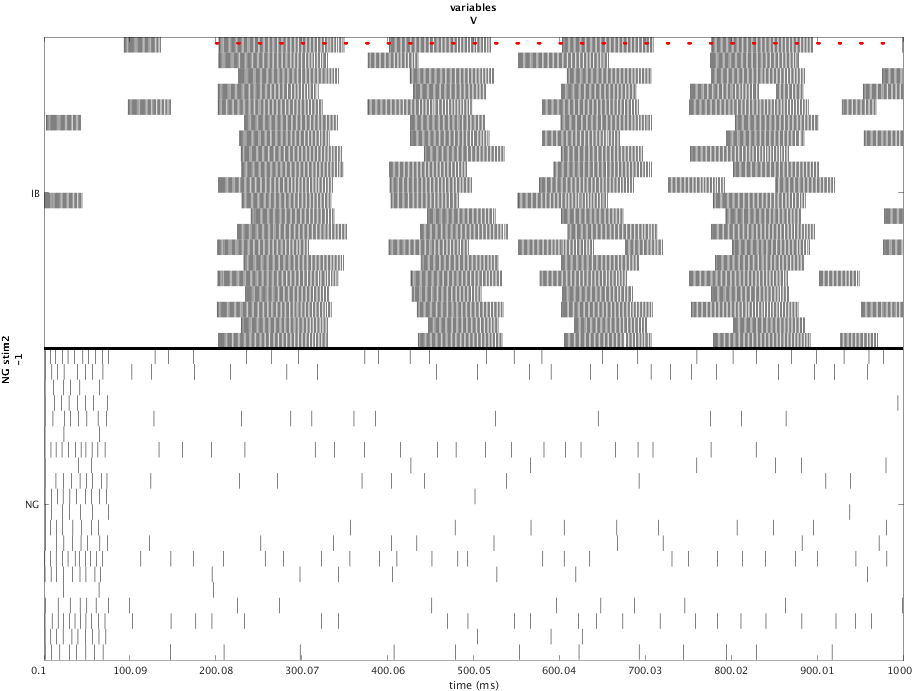 variables
V
IB
NG stim2
-1
NG
0.1
100.09
200.08
300.07
400.06
500.05
600.04
700.03
800.02
900.01
1000
time (ms)